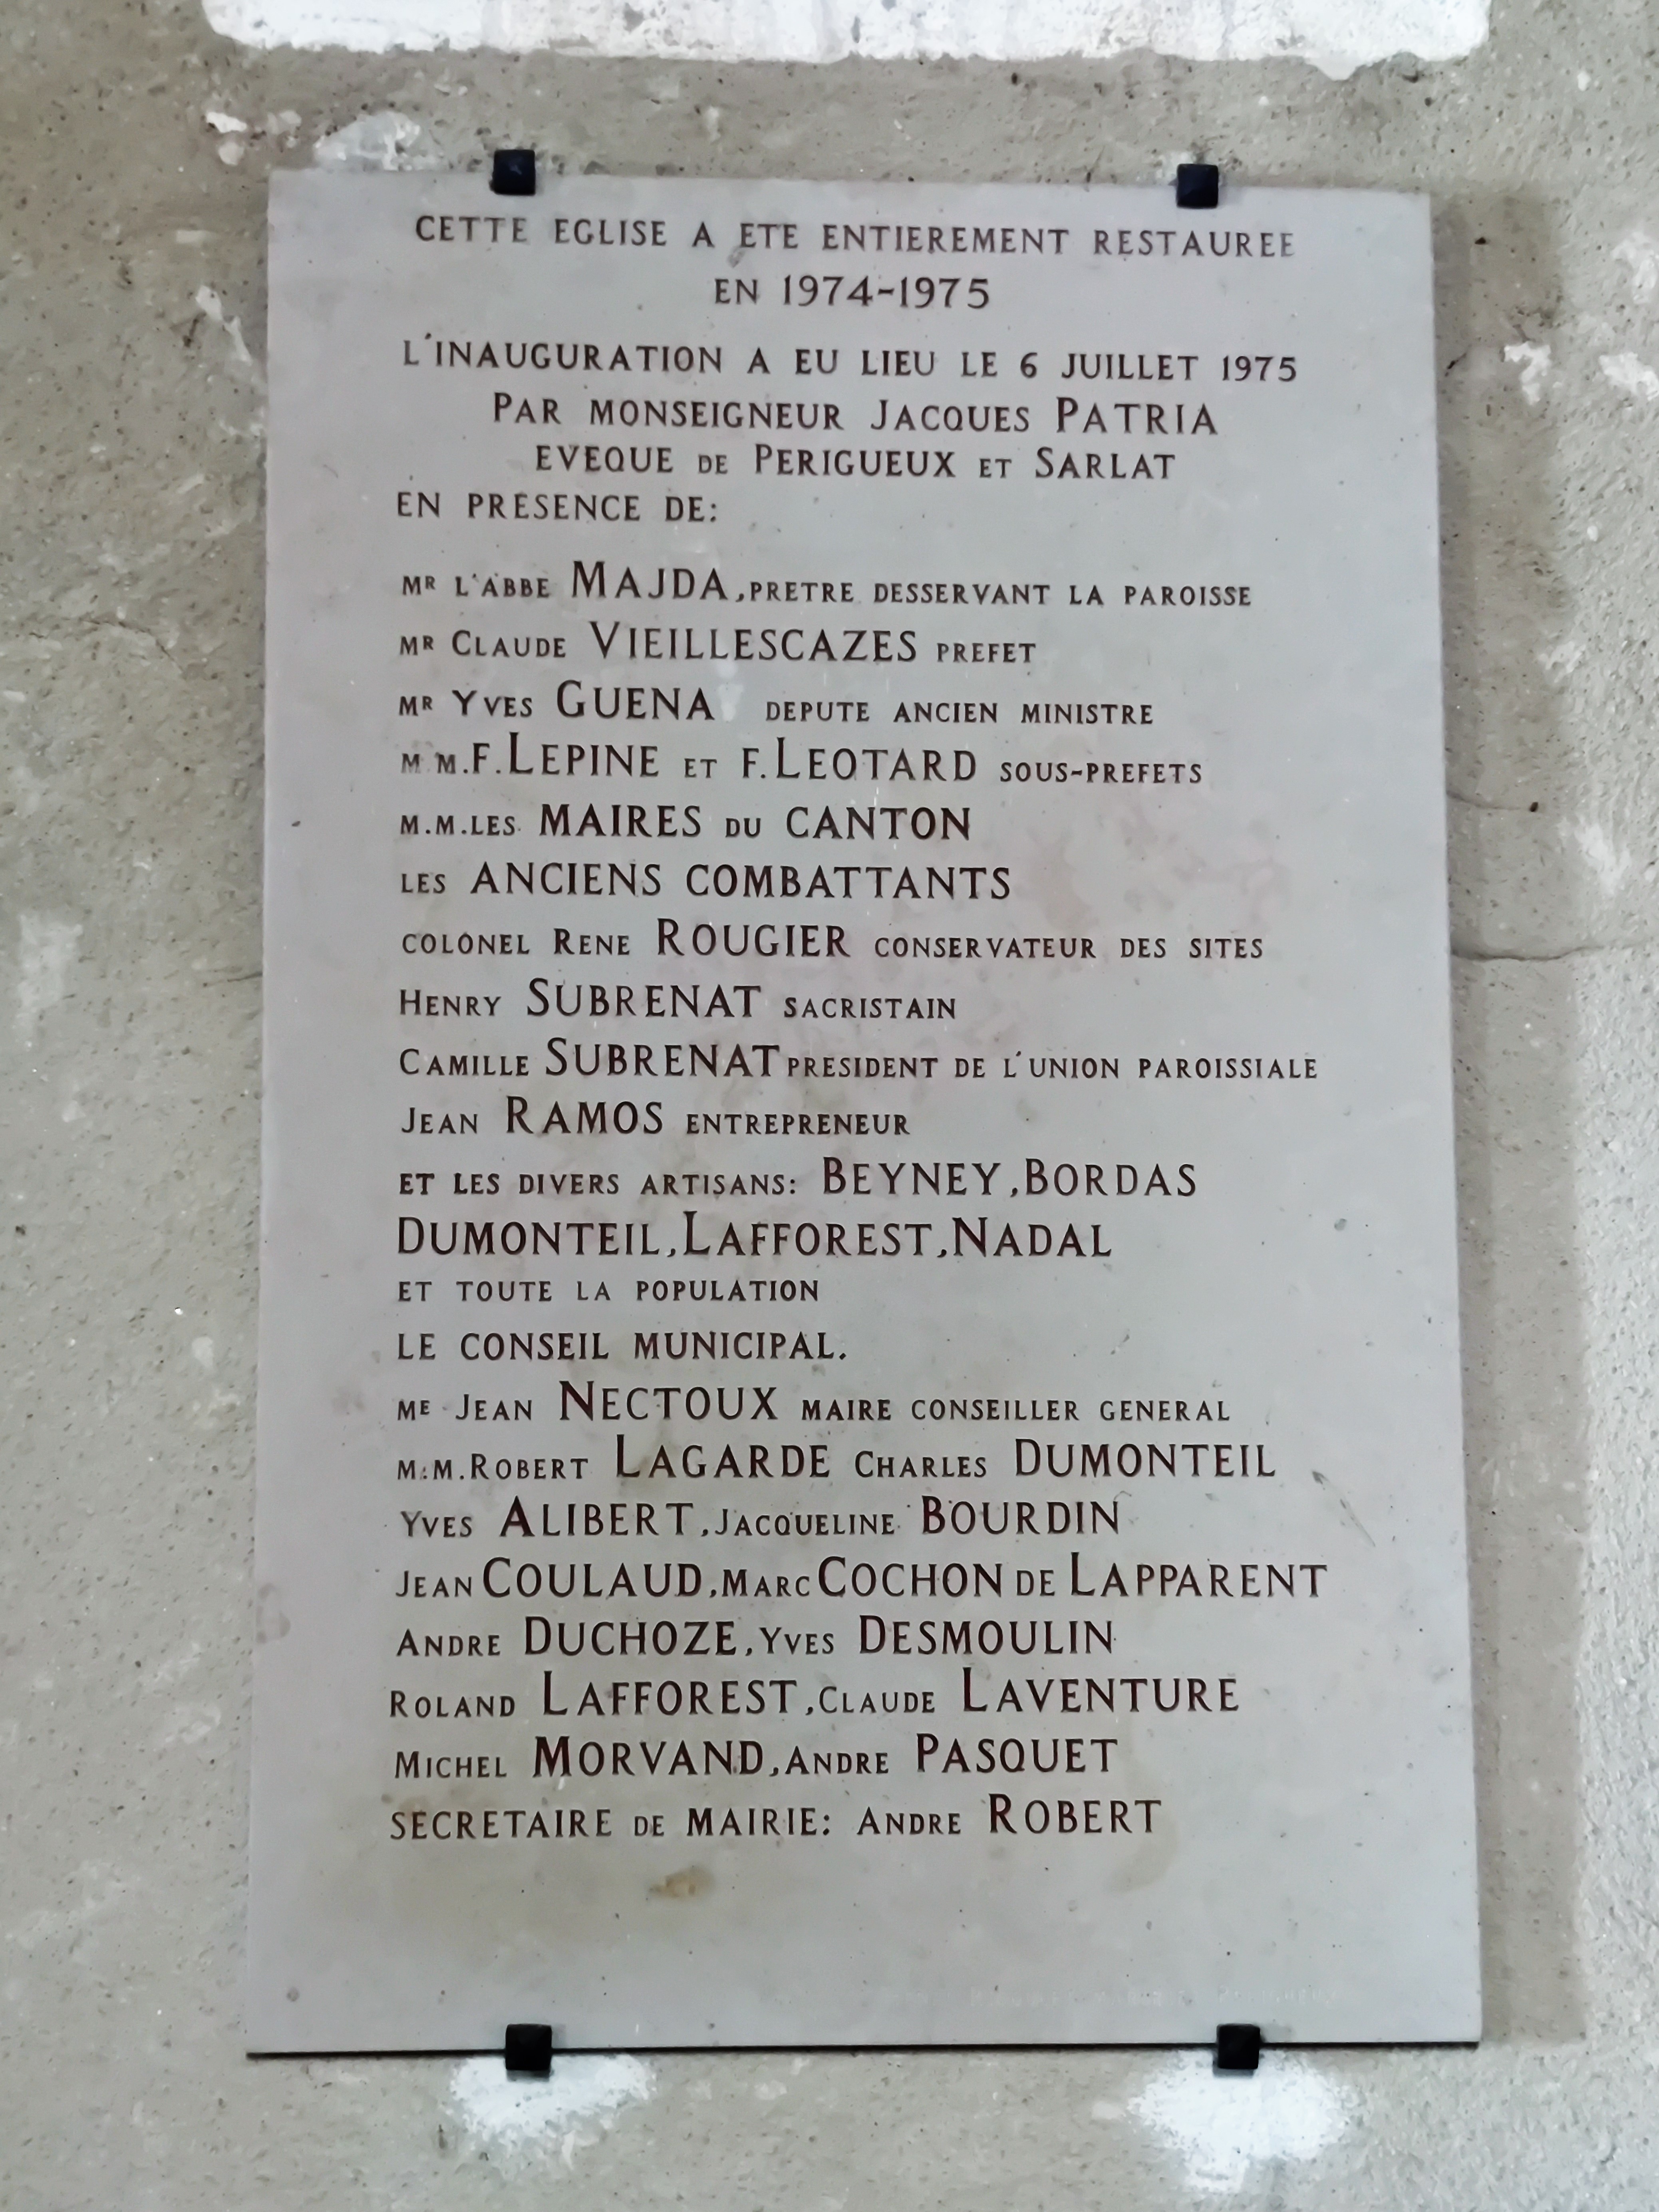 CETTE EGLISE A ETE ENTIEREMENT RESTAUREE
EN 1974-1975
L'INAUGURATION A EU LIEU LE 6 JUILLET 1975
PAR MONSEIGNEUR JACQUES PATRIA
EVEQUE DE PERIGUEUX ET SARLAT
EN PRESENCE DE:
MR L'ABBE MAJDA, PRETRE DESSERVANT LA PAROISSE
MR CLAUDE VIEILLESCAZES PREFET
MR YVES GUENA DEPUTE ANCIEN MINISTRE
M M.F. LEPINE ET F. LEOTARD SOUS-PREFETS
M.M. LES MAIRES DU CANTON
LES ANCIENS COMBATTANTS
COLONEL RENE ROUGIER CONSERVATEUR DES SITES
HENRY SUBRENAT SACRISTAIN
CAMILLE SUBRENAT PRESIDENT DE L'UNION PAROISSIALE
JEAN RAMOS ENTREPRENEUR
ET LES DIVERS ARTISANS: BEYNEY, BORDAS
DUMONTEIL, LAFFOREST, NADAL
ET TOUTE LA POPULATION
LE CONSEIL MUNICIPAL.
ME JEAN NECTOUX MAIRE CONSEILLER GENERAL
M.M. ROBERT LAGARDE CHARLES DUMONTEIL
YVES ALIBERT, JACQUELINE BOURDIN
JEAN COULAUD, MARC COCHON DE LAPPARENT
ANDRE DUCHOZE, YVES DESMOULIN
ROLAND LAFFOREST, CLAUDE LAVENTURE
MICHEL MORVAND, ANDRE PASQUET
SECRETAIRE DE MAIRIE: ANDRE ROBERT